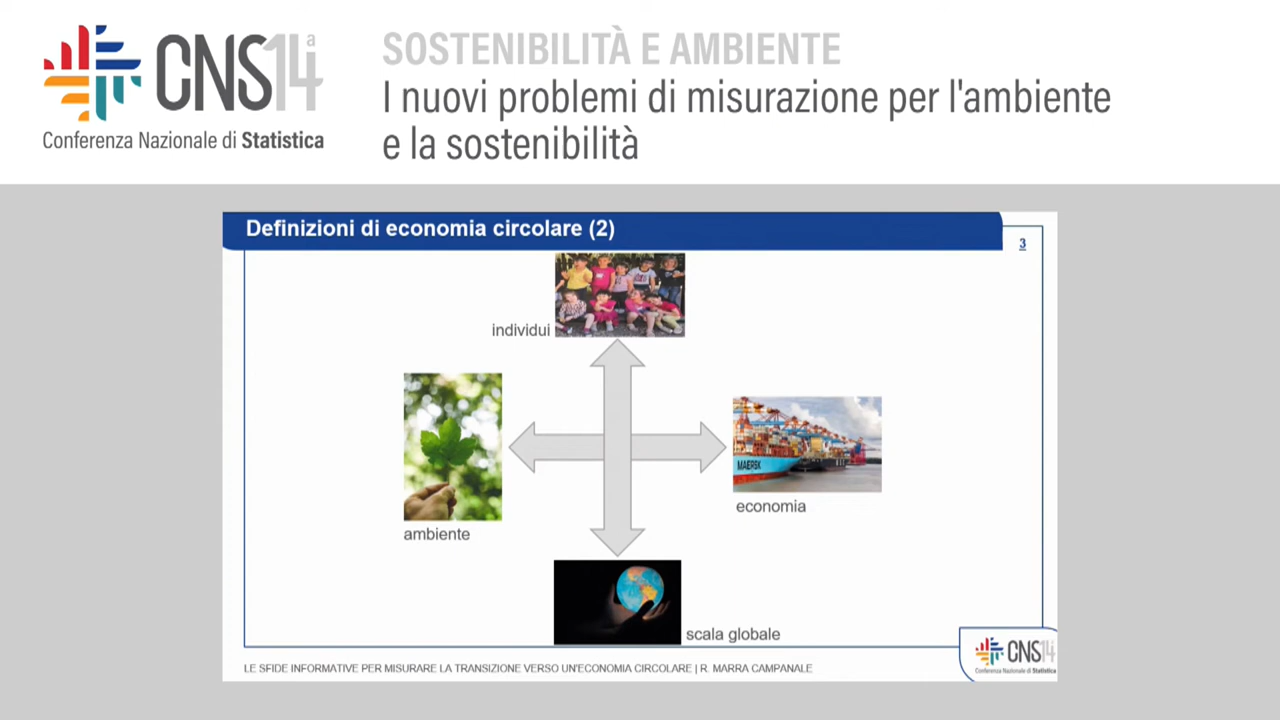 CNS14ª
Conferenza Nazionale di Statistica
SOSTENIBILITÀ E AMBIENTE
I nuovi problemi di misurazione per l'ambiente
e la sostenibilità
Definizioni di economia circolare (2)
3
individui
MAERSK
economia
ambiente
scala globale
CNS14
Conferenza Nazionale di Statistica
LE SFIDE INFORMATIVE PER MISURARE LA TRANSIZIONE VERSO UN'ECONOMIA CIRCOLARE | R. MARRA CAMPANALE